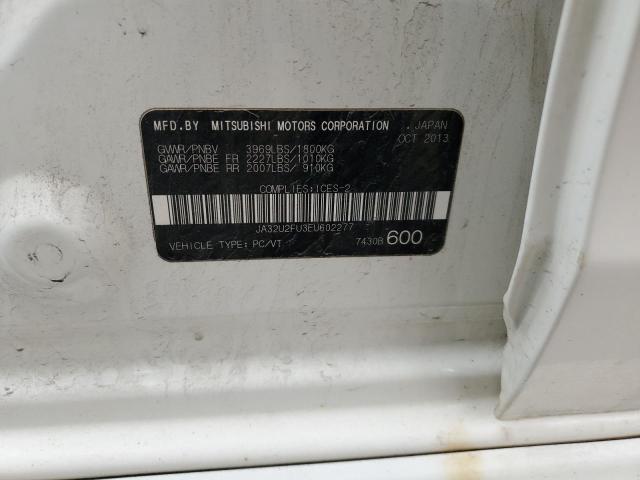 MFD.BY MITSUBISHI MOTORS CORPORATION . JAPAN
OCT 2013
GVWR/PNBV 3969LBS/1800KG
GAWR/PNBE FR 2227LBS/1010KG
GAWR/PNBE RR 2007LBS/ 910KG
COMPLIES:ICES-2
JA32U2FU3EU602277
VEHICLE TYPE:PC/VT 7430B 600